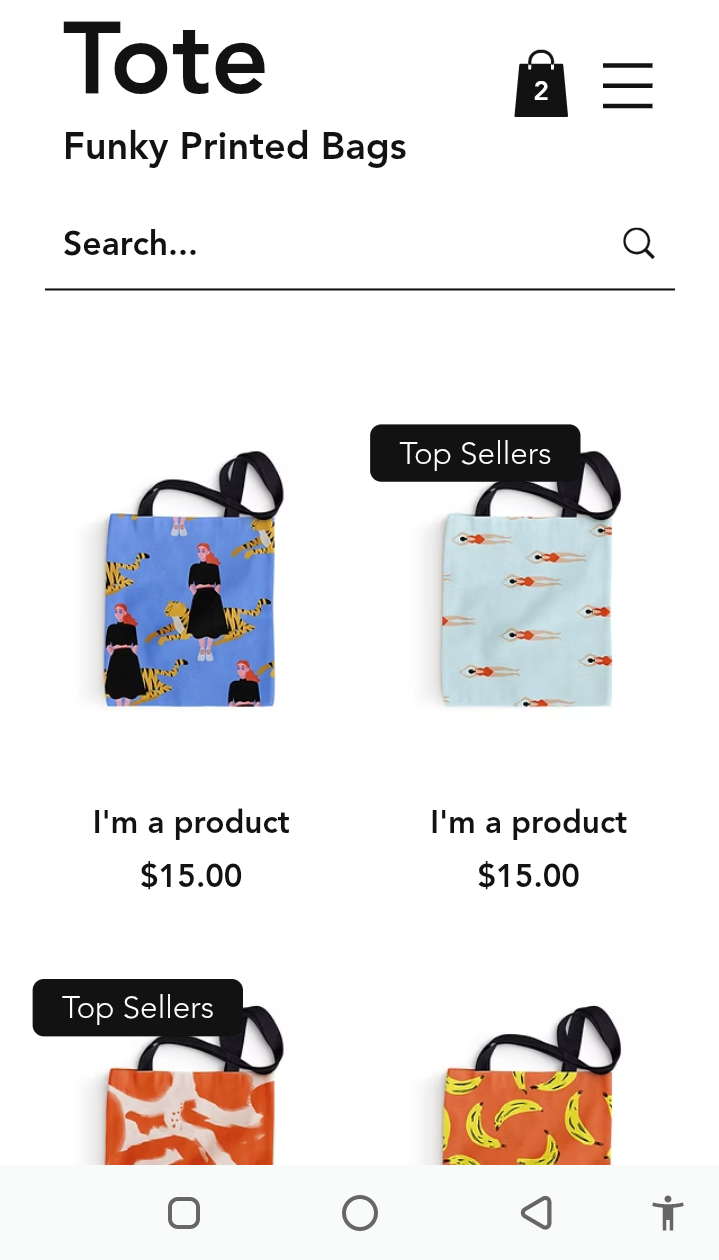 Tote
2
Funky Printed Bags
Search...
Top Sellers
I'm a product
$15.00
I'm a product
$15.00
Top Sellers